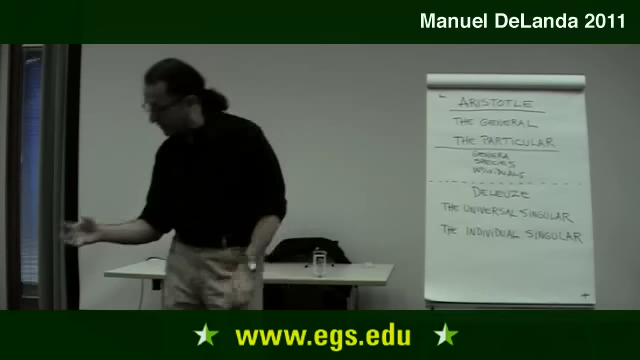 Manuel DeLanda 2011
ARISTOTLE
THE GENERAL
THE PARTICULAR
GENERA
SPECIES
INDIVIDUALS
DELEUZE
THE UNIVERSAL SINGULAR
THE INDIVIDUAL SINGULAR
www.egs.edu